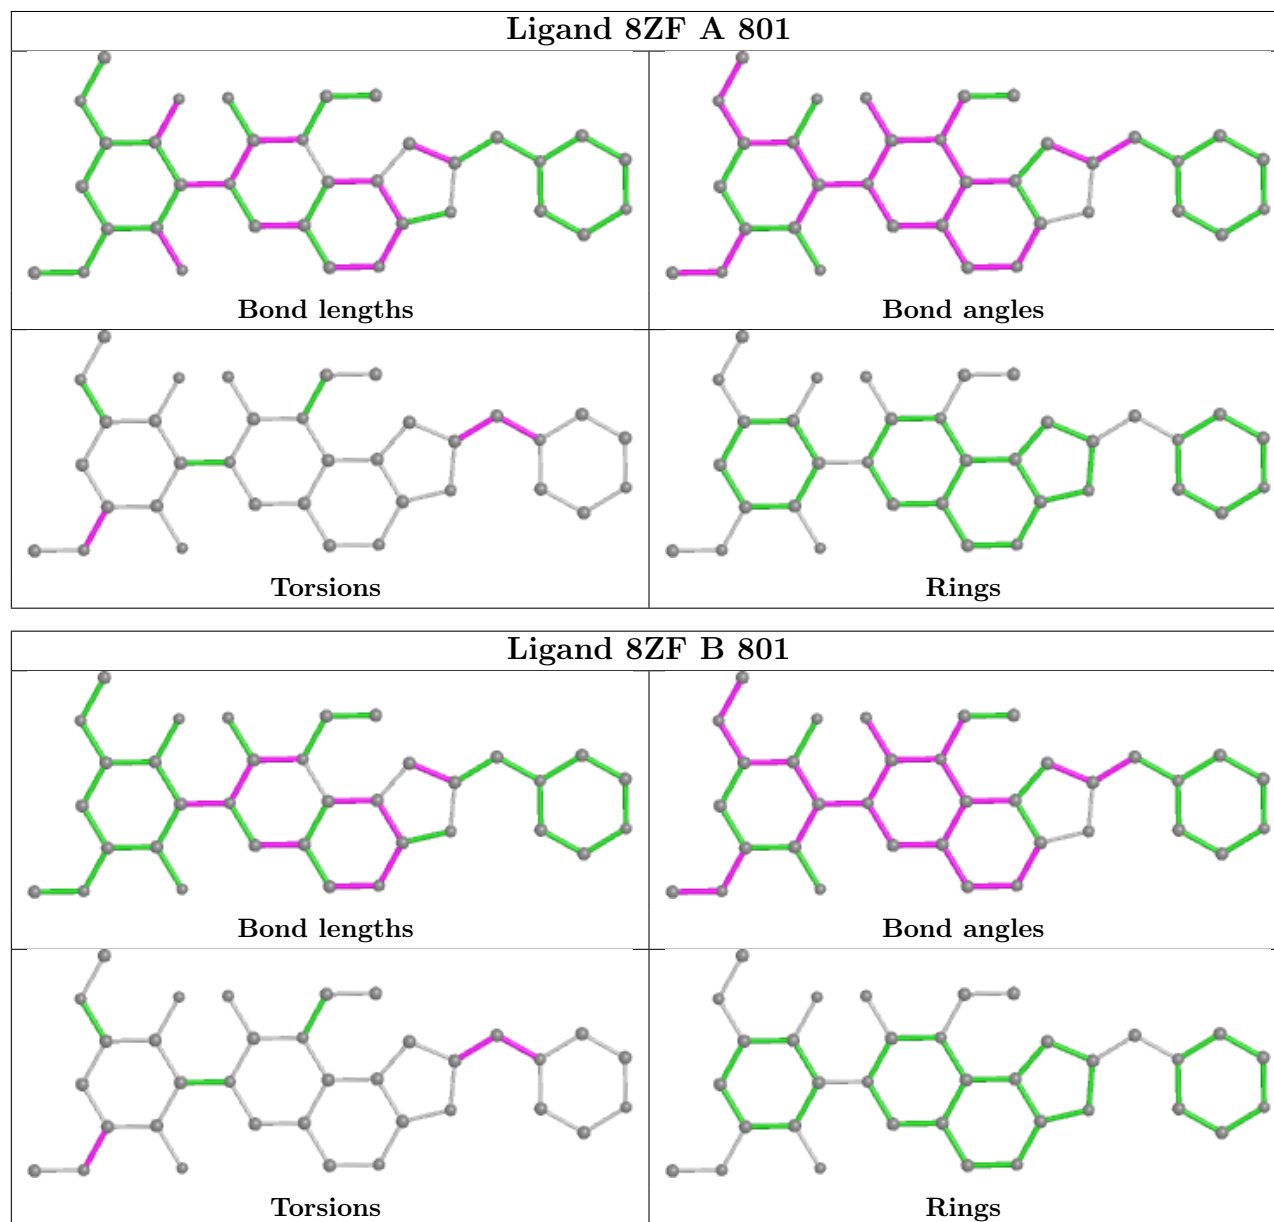 Ligand 8ZF A 801
Bond lengths
Bond angles
Torsions
Rings
Ligand 8ZF B 801
Bond lengths
Bond angles
Torsions
Rings